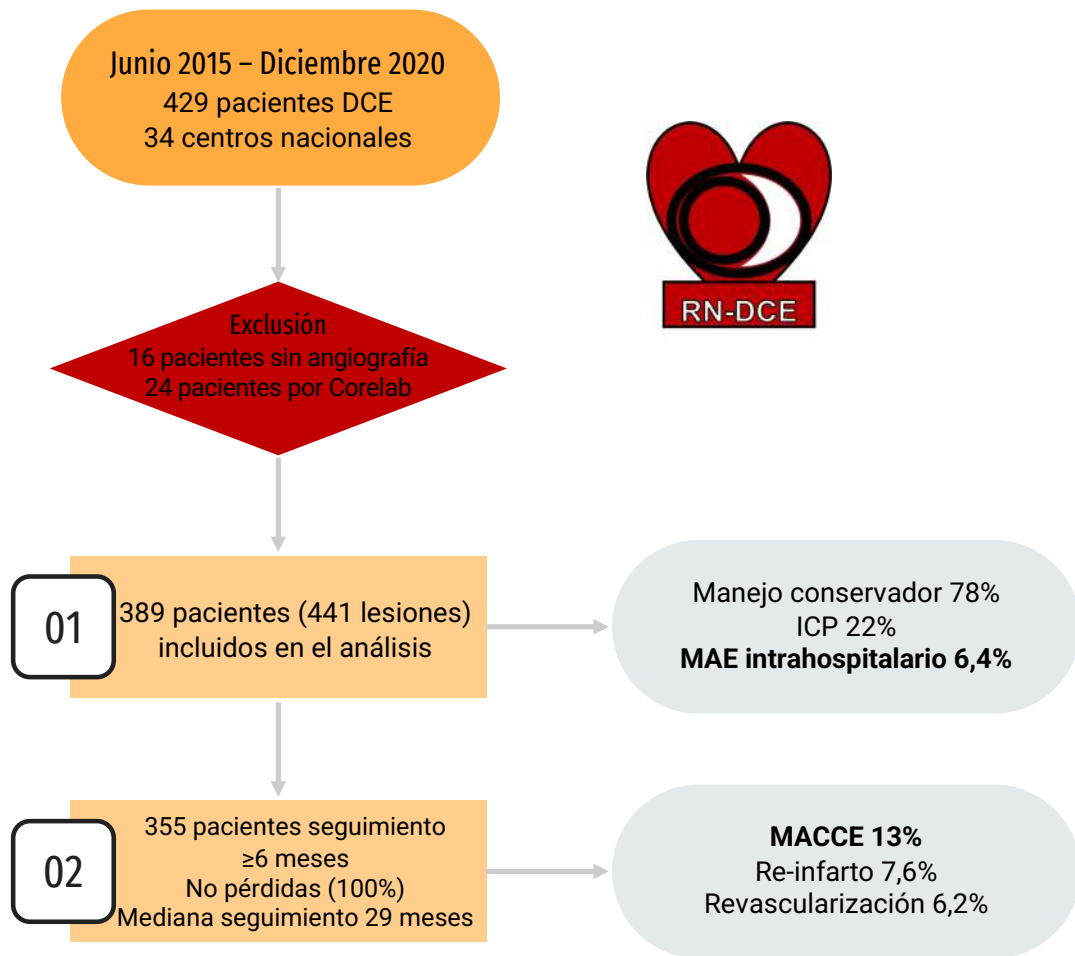 Junio 2015 – Diciembre 2020
429 pacientes DCE
34 centros nacionales
RN-DCE
Exclusión
16 pacientes sin angiografía
24 pacientes por Corelab
01
389 pacientes (441 lesiones)
incluidos en el análisis
Manejo conservador 78%
ICP 22%
MAE intrahospitalario 6,4%
02
355 pacientes seguimiento
≥6 meses
No pérdidas (100%)
Mediana seguimiento 29 meses
MACCE 13%
Re-infarto 7,6%
Revascularización 6,2%